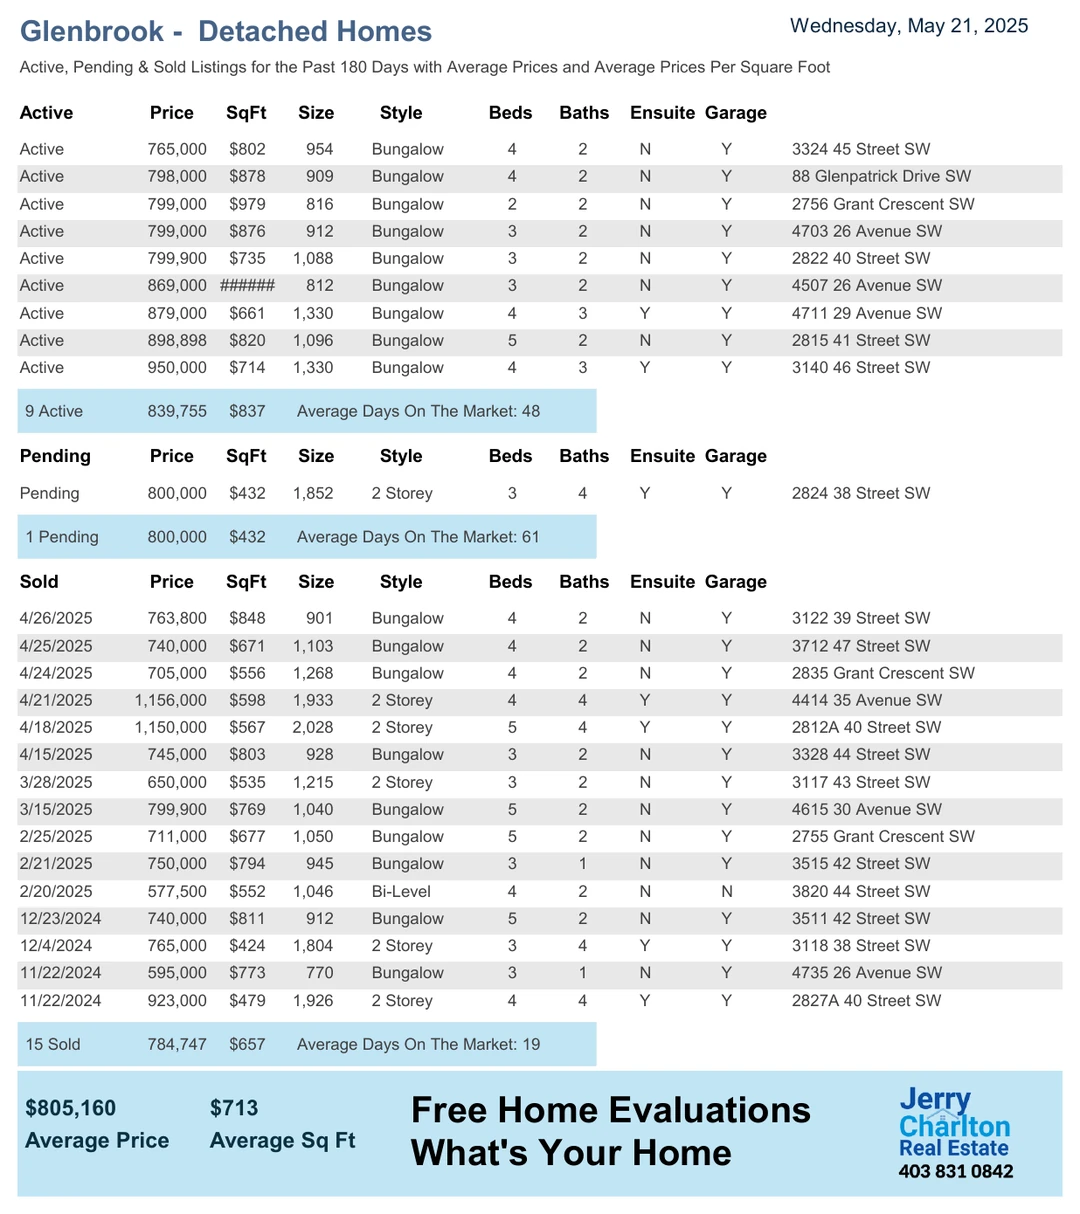 Glenbrook - Detached Homes
Wednesday, May 21, 2025
Active, Pending & Sold Listings for the Past 180 Days with Average Prices and Average Prices Per Square Foot
Active Price SqFt Size Style Beds Baths Ensuite Garage
Active 765,000 $802 954 Bungalow 4 2 N Y 3324 45 Street SW
Active 798,000 $878 909 Bungalow 4 2 N Y 88 Glenpatrick Drive SW
Active 799,000 $979 816 Bungalow 2 2 N Y 2756 Grant Crescent SW
Active 799,000 $876 912 Bungalow 3 2 N Y 4703 26 Avenue SW
Active 799,900 $735 1,088 Bungalow 3 2 N Y 2822 40 Street SW
Active 869,000 ###### 812 Bungalow 3 2 N Y 4507 26 Avenue SW
Active 879,000 $661 1,330 Bungalow 4 3 Y Y 4711 29 Avenue SW
Active 898,898 $820 1,096 Bungalow 5 2 N Y 2815 41 Street SW
Active 950,000 $714 1,330 Bungalow 4 3 Y Y 3140 46 Street SW
9 Active 839,755 $837 Average Days On The Market: 48
Pending Price SqFt Size Style Beds Baths Ensuite Garage
Pending 800,000 $432 1,852 2 Storey 3 4 Y Y 2824 38 Street SW
1 Pending 800,000 $432 Average Days On The Market: 61
Sold Price SqFt Size Style Beds Baths Ensuite Garage
4/26/2025 763,800 $848 901 Bungalow 4 2 N Y 3122 39 Street SW
4/25/2025 740,000 $671 1,103 Bungalow 4 2 N Y 3712 47 Street SW
4/24/2025 705,000 $556 1,268 Bungalow 4 2 N Y 2835 Grant Crescent SW
4/21/2025 1,156,000 $598 1,933 2 Storey 4 4 Y Y 4414 35 Avenue SW
4/18/2025 1,150,000 $567 2,028 2 Storey 5 4 Y Y 2812A 40 Street SW
4/15/2025 745,000 $803 928 Bungalow 3 2 N Y 3328 44 Street SW
3/28/2025 650,000 $535 1,215 2 Storey 3 2 N Y 3117 43 Street SW
3/15/2025 799,900 $769 1,040 Bungalow 5 2 N Y 4615 30 Avenue SW
2/25/2025 711,000 $677 1,050 Bungalow 5 2 N Y 2755 Grant Crescent SW
2/21/2025 750,000 $794 945 Bungalow 3 1 N Y 3515 42 Street SW
2/20/2025 577,500 $552 1,046 Bi-Level 4 2 N N 3820 44 Street SW
12/23/2024 740,000 $811 912 Bungalow 5 2 N Y 3511 42 Street SW
12/4/2024 765,000 $424 1,804 2 Storey 3 4 Y Y 3118 38 Street SW
11/22/2024 595,000 $773 770 Bungalow 3 1 N Y 4735 26 Avenue SW
11/22/2024 923,000 $479 1,926 2 Storey 4 4 Y Y 2827A 40 Street SW
15 Sold 784,747 $657 Average Days On The Market: 19
$805,160 $713
Average Price Average Sq Ft
Free Home Evaluations
What's Your Home
Jerry
Charlton
Real Estate
403 831 0842